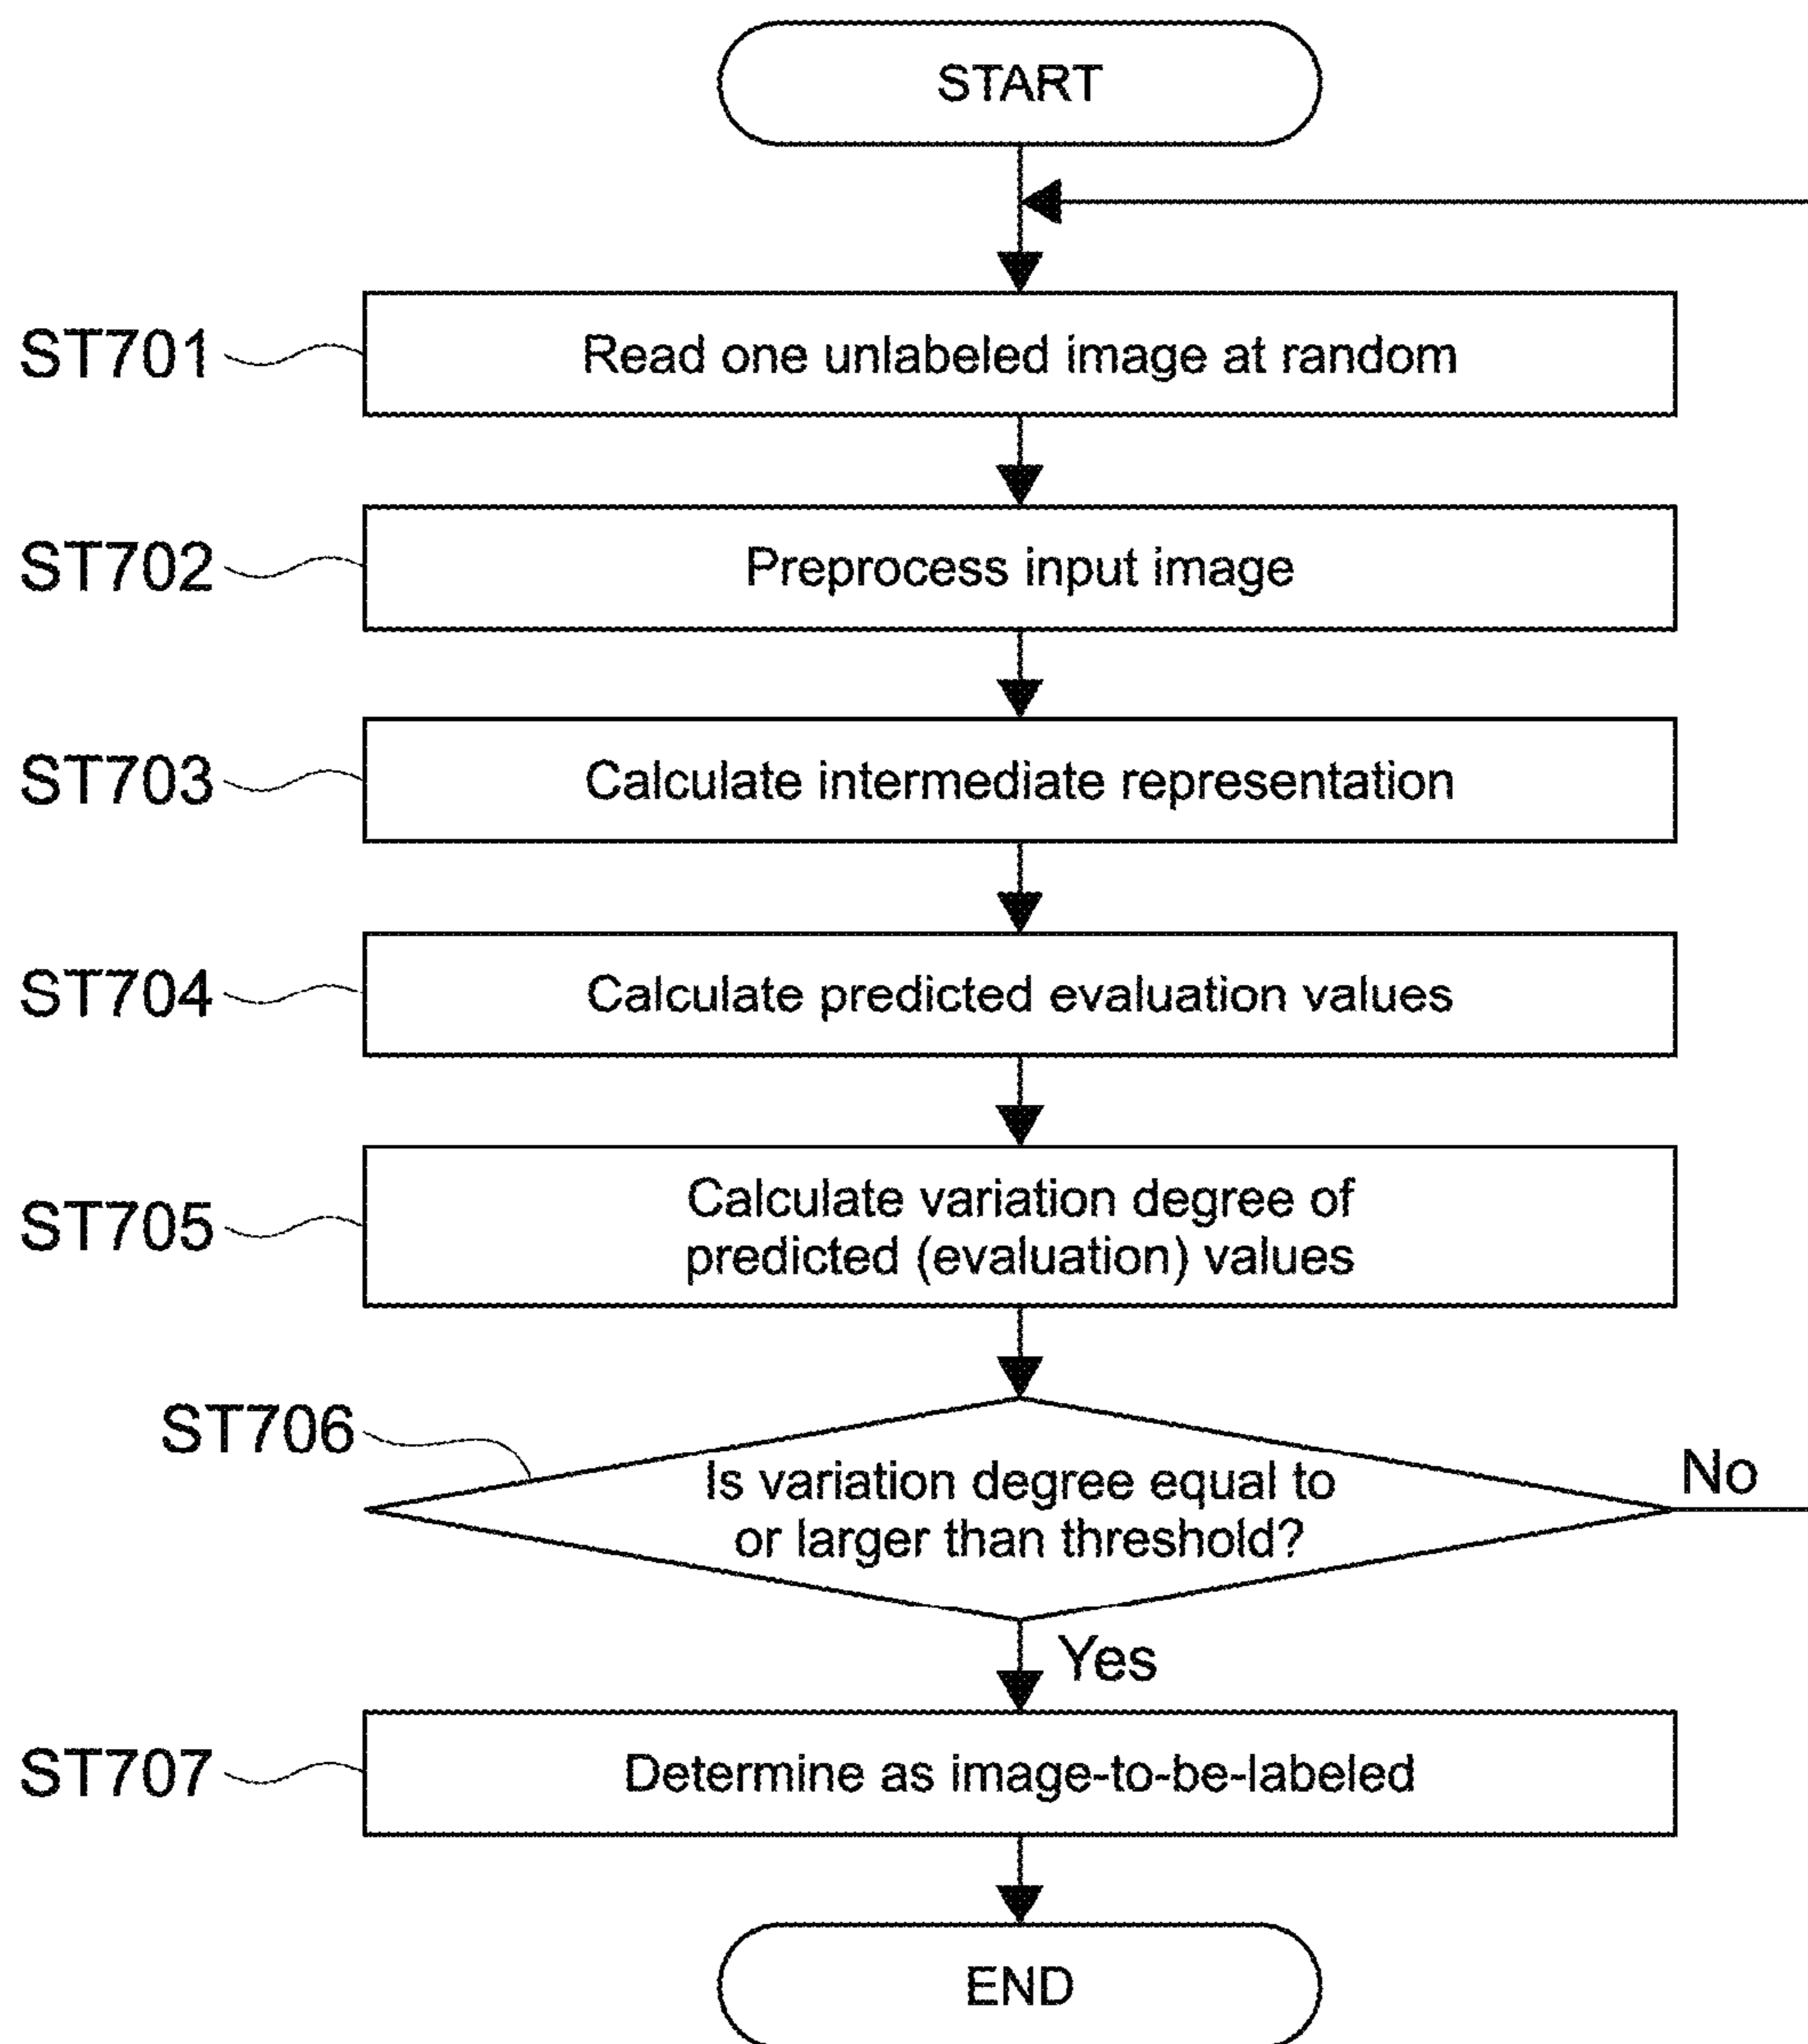 START
ST701
Read one unlabeled image at random
ST702
Preprocess input image
ST703
Calculate intermediate representation
ST704
Calculate predicted evaluation values
ST705
Calculate variation degree of
predicted (evaluation) values
ST706
Is variation degree equal to
or larger than threshold?
No
Yes
ST707
Determine as image-to-be-labeled
END